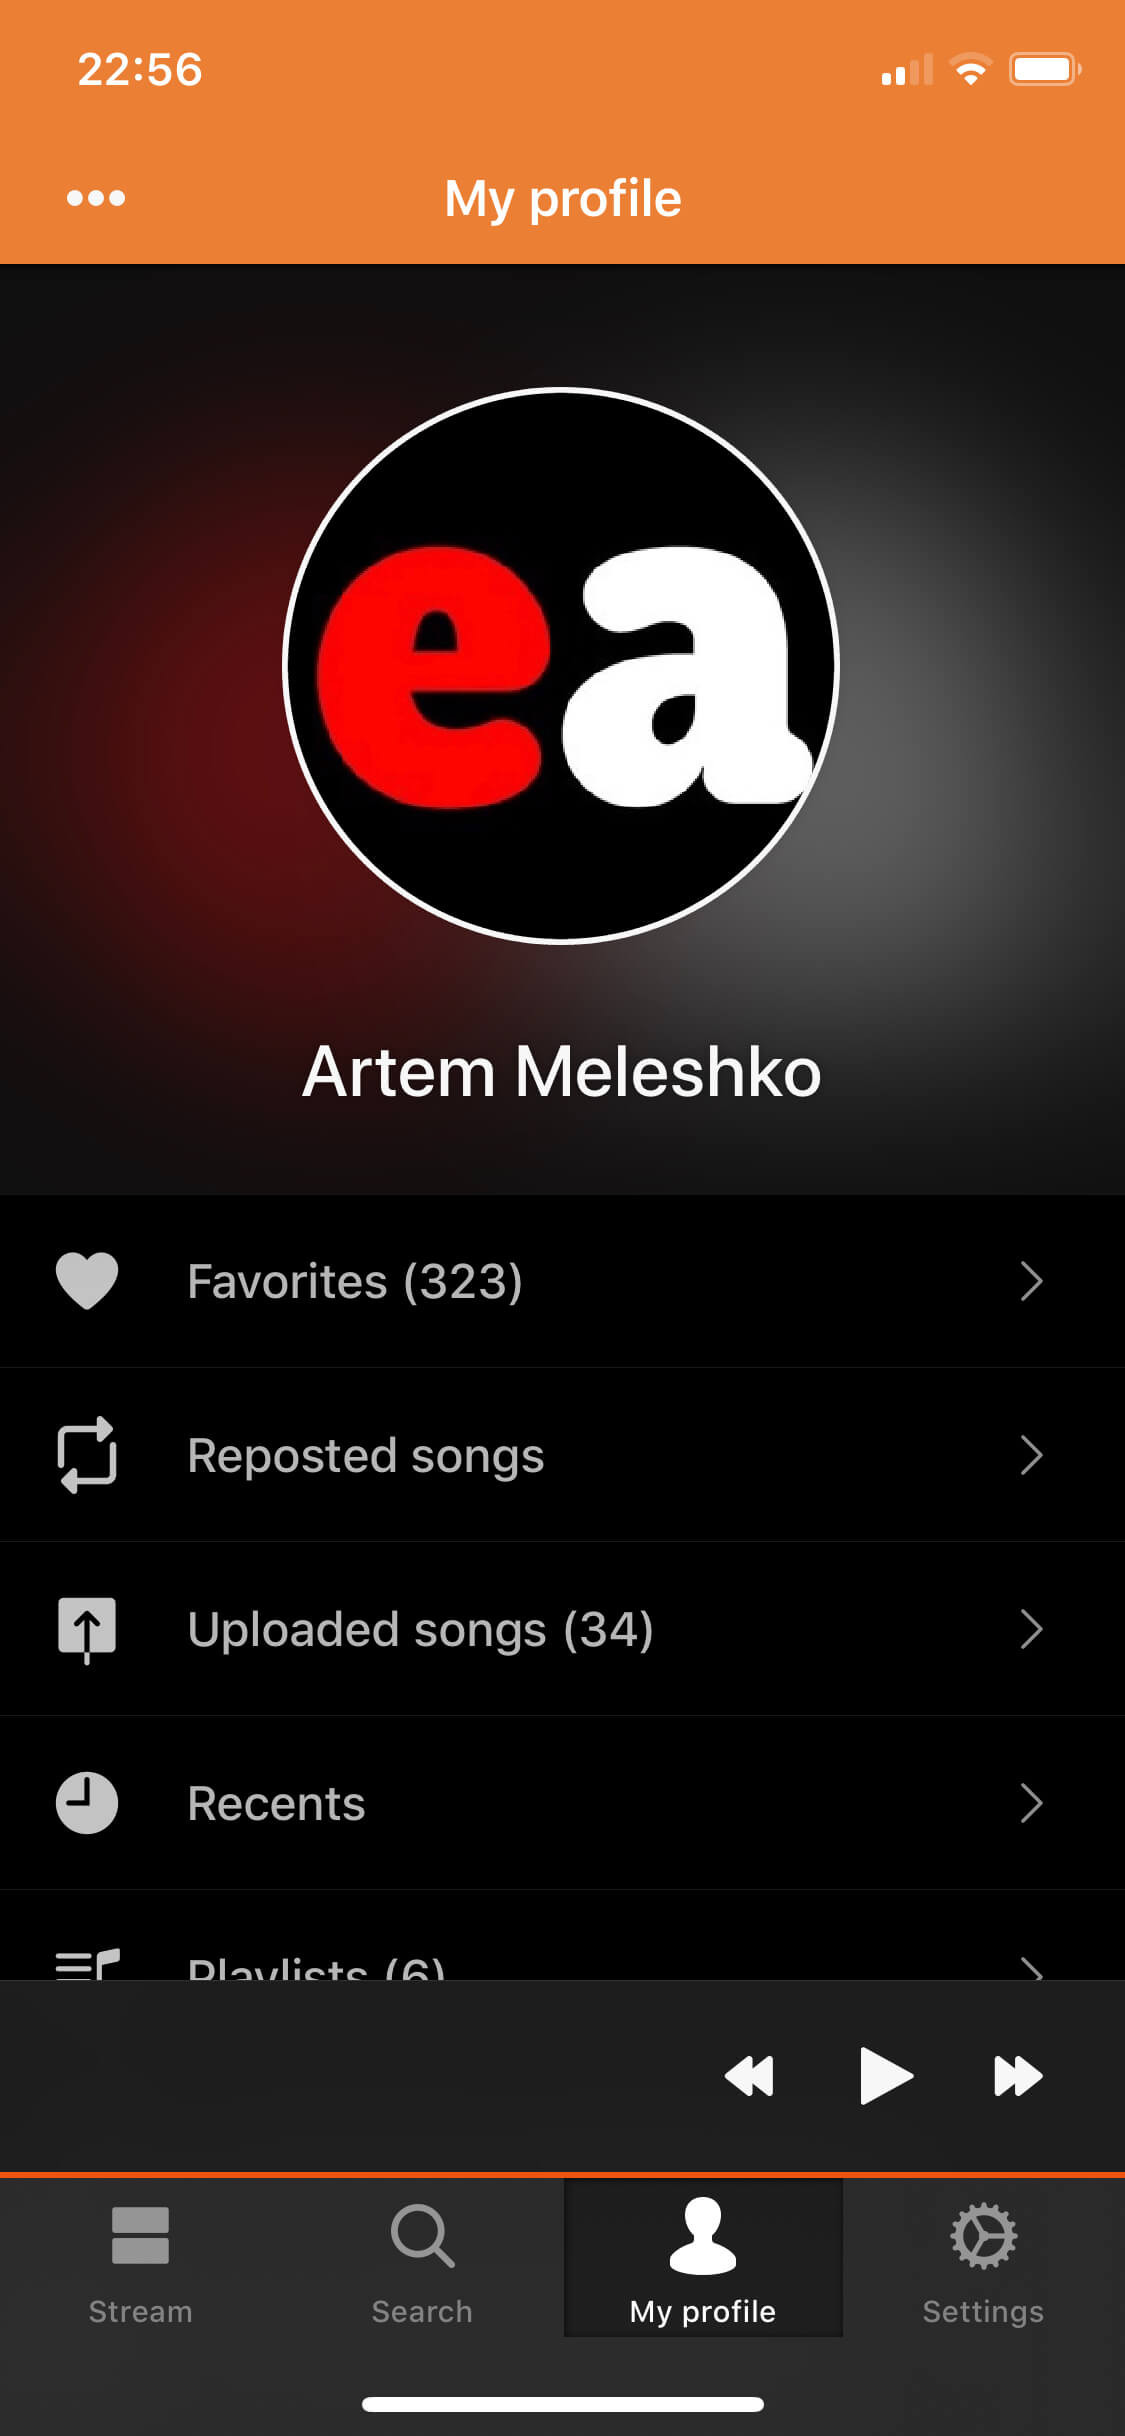 22:56
My profile
ea
Artem Meleshko
Favorites (323)
Reposted songs
Uploaded songs (34)
Recents
Playlists (6)
Stream
Search
My profile
Settings